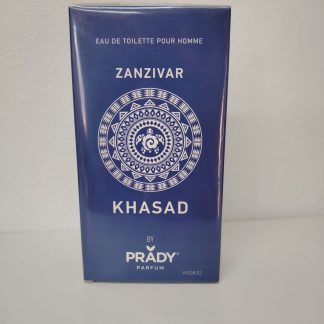 EAU DE TOILETTE POUR HOMME
ZANZIVAR
KHASAD
BY
PRADY®
PARFUM